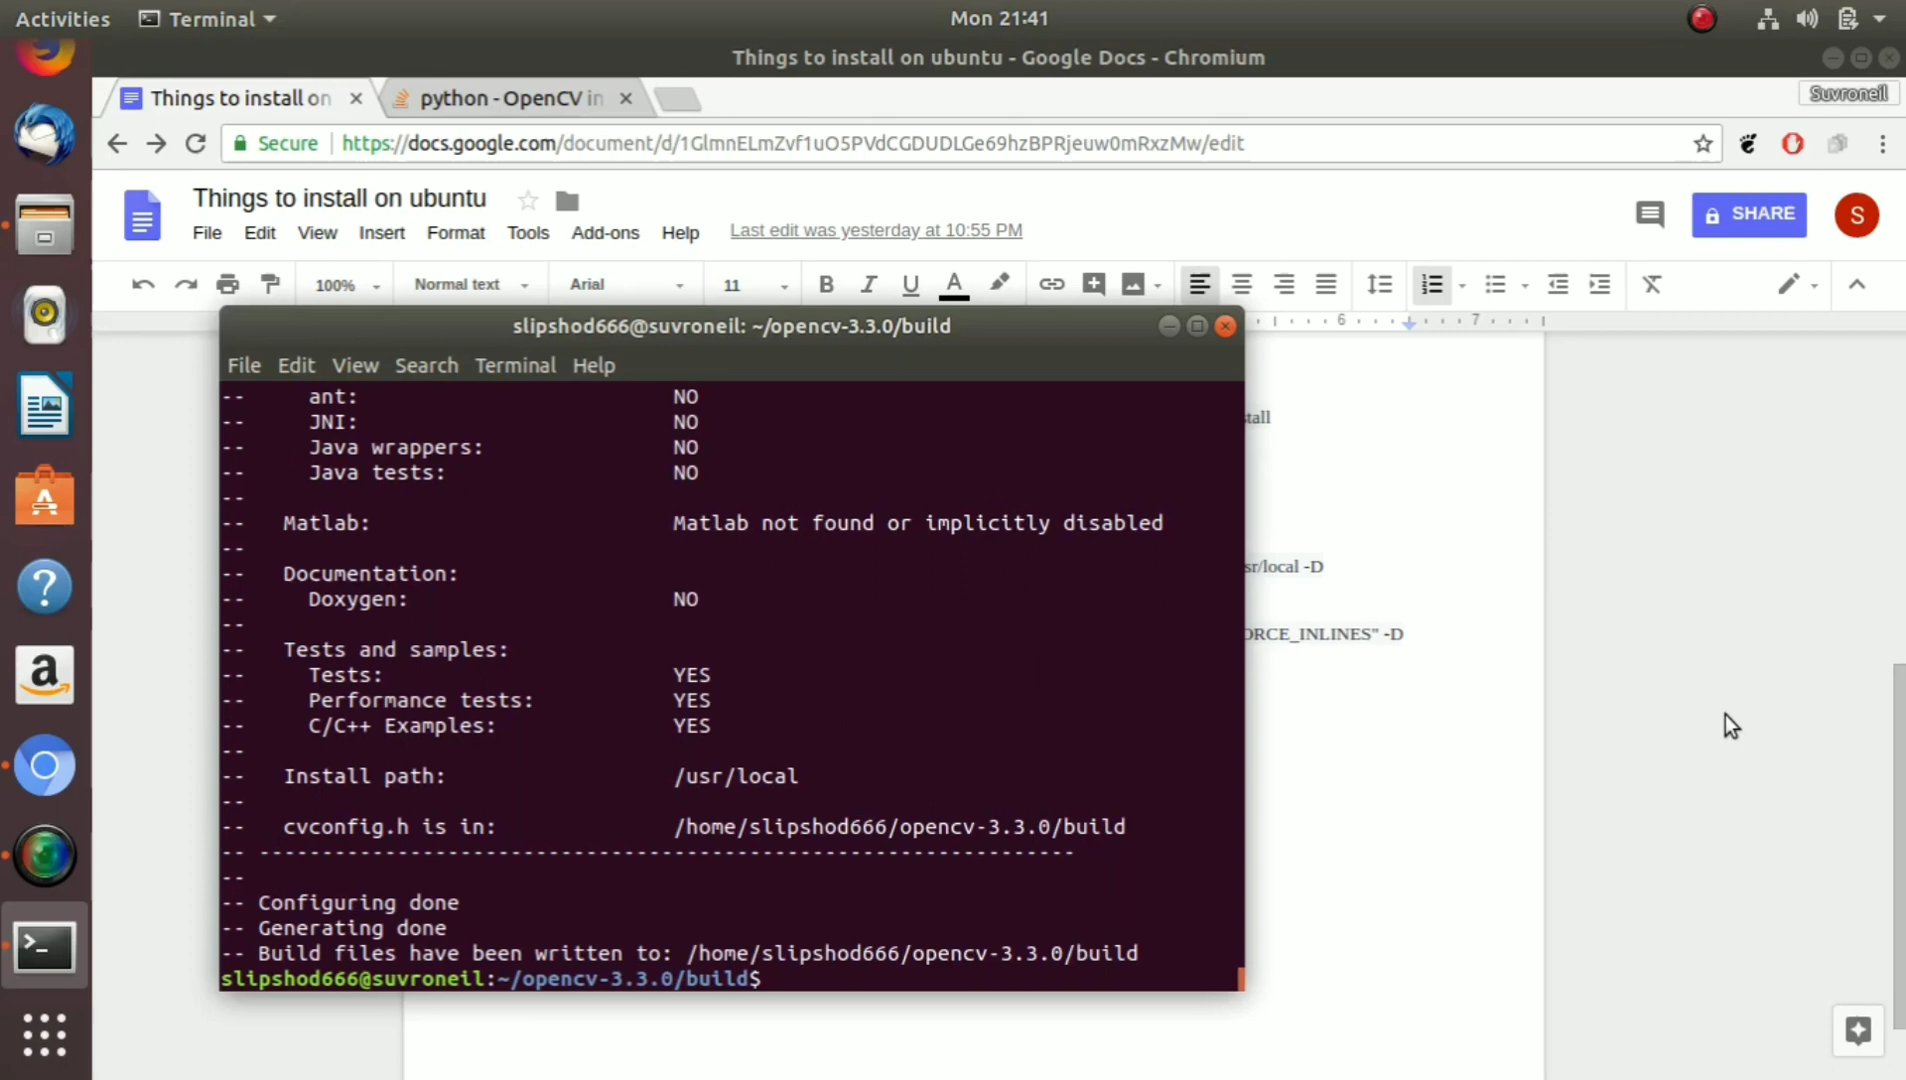 Activities Terminal Mon 21:41
Things to install on ubuntu - Google Docs - Chromium
Things to install on python - OpenCV in Suvroneil
Secure https://docs.google.com/document/d/1GlmnELmZvf1uO5PVdCGDUDLGe69hzBPRjeuw0mRxzMw/edit
Things to install on ubuntu
SHARE S
File Edit View Insert Format Tools Add-ons Help Last edit was yesterday at 10:55 PM
100% Normal text Arial 11 B I U A
slipshod666@suvroneil: ~/opencv-3.3.0/build
6 7
File Edit View Search Terminal Help
-- ant: NO
-- JNI: NO
-- Java wrappers: NO
-- Java tests: NO
--
-- Matlab: Matlab not found or implicitly disabled
--
-- Documentation:
-- Doxygen: NO
--
-- Tests and samples:
-- Tests: YES
-- Performance tests: YES
-- C/C++ Examples: YES
--
-- Install path: /usr/local
--
-- cvconfig.h is in: /home/slipshod666/opencv-3.3.0/build
-- -----------------------------------------------------------------
--
-- Configuring done
-- Generating done
-- Build files have been written to: /home/slipshod666/opencv-3.3.0/build
slipshod666@suvroneil:~/opencv-3.3.0/build$
tall
sr/local -D
ORCE_INLINES" -D